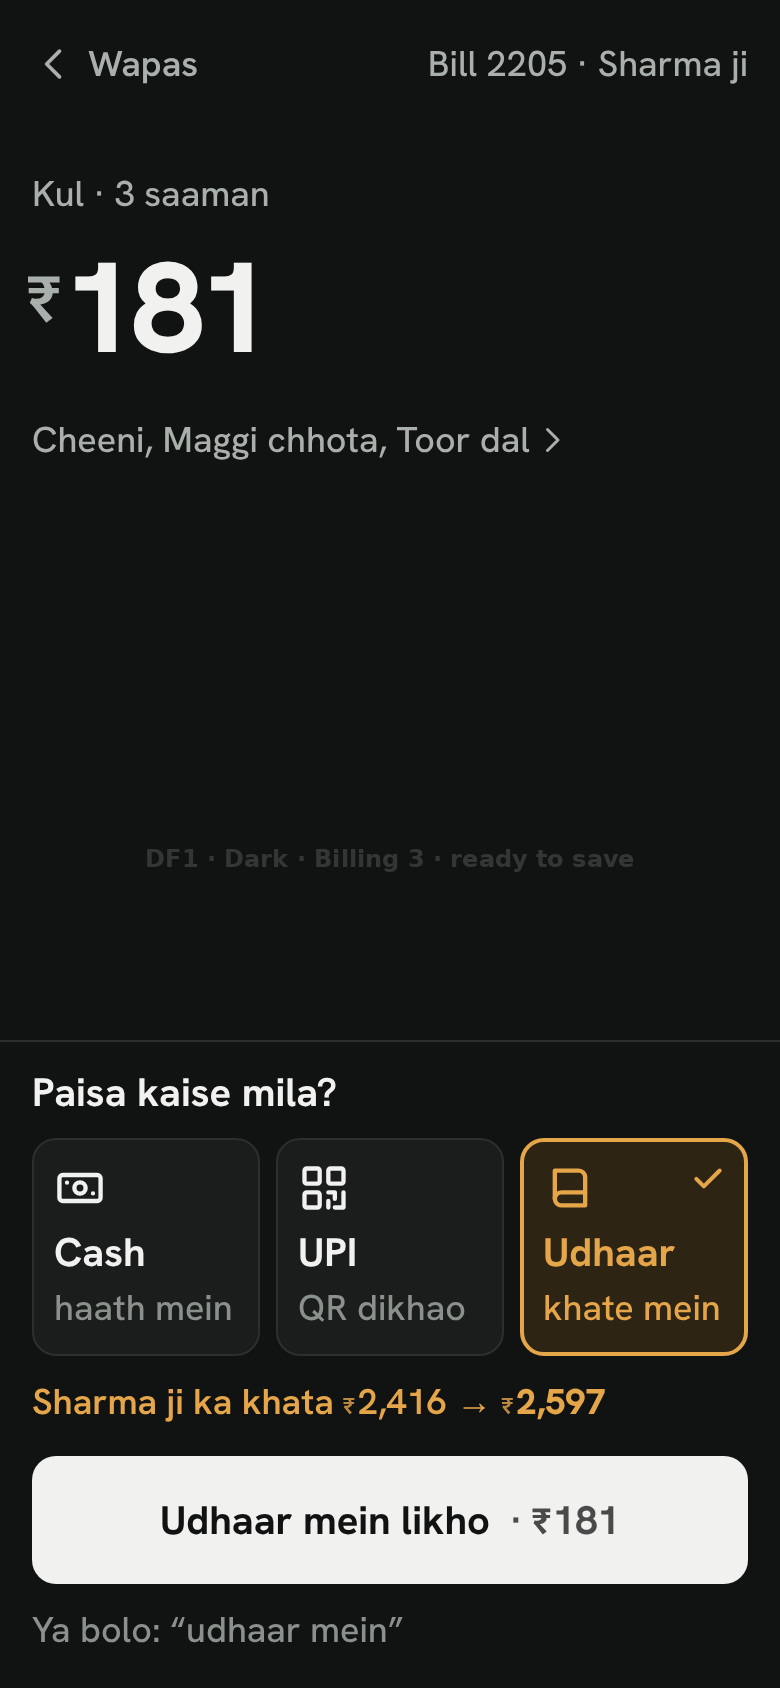 Wapas
Bill 2205 · Sharma ji
Kul · 3 saaman
₹181
Cheeni, Maggi chhota, Toor dal >
DF1 · Dark · Billing 3 · ready to save
Paisa kaise mila?
Cash
haath mein
UPI
QR dikhao
Udhaar
khate mein
Sharma ji ka khata ₹2,416 → ₹2,597
Udhaar mein likho · ₹181
Ya bolo: “udhaar mein”